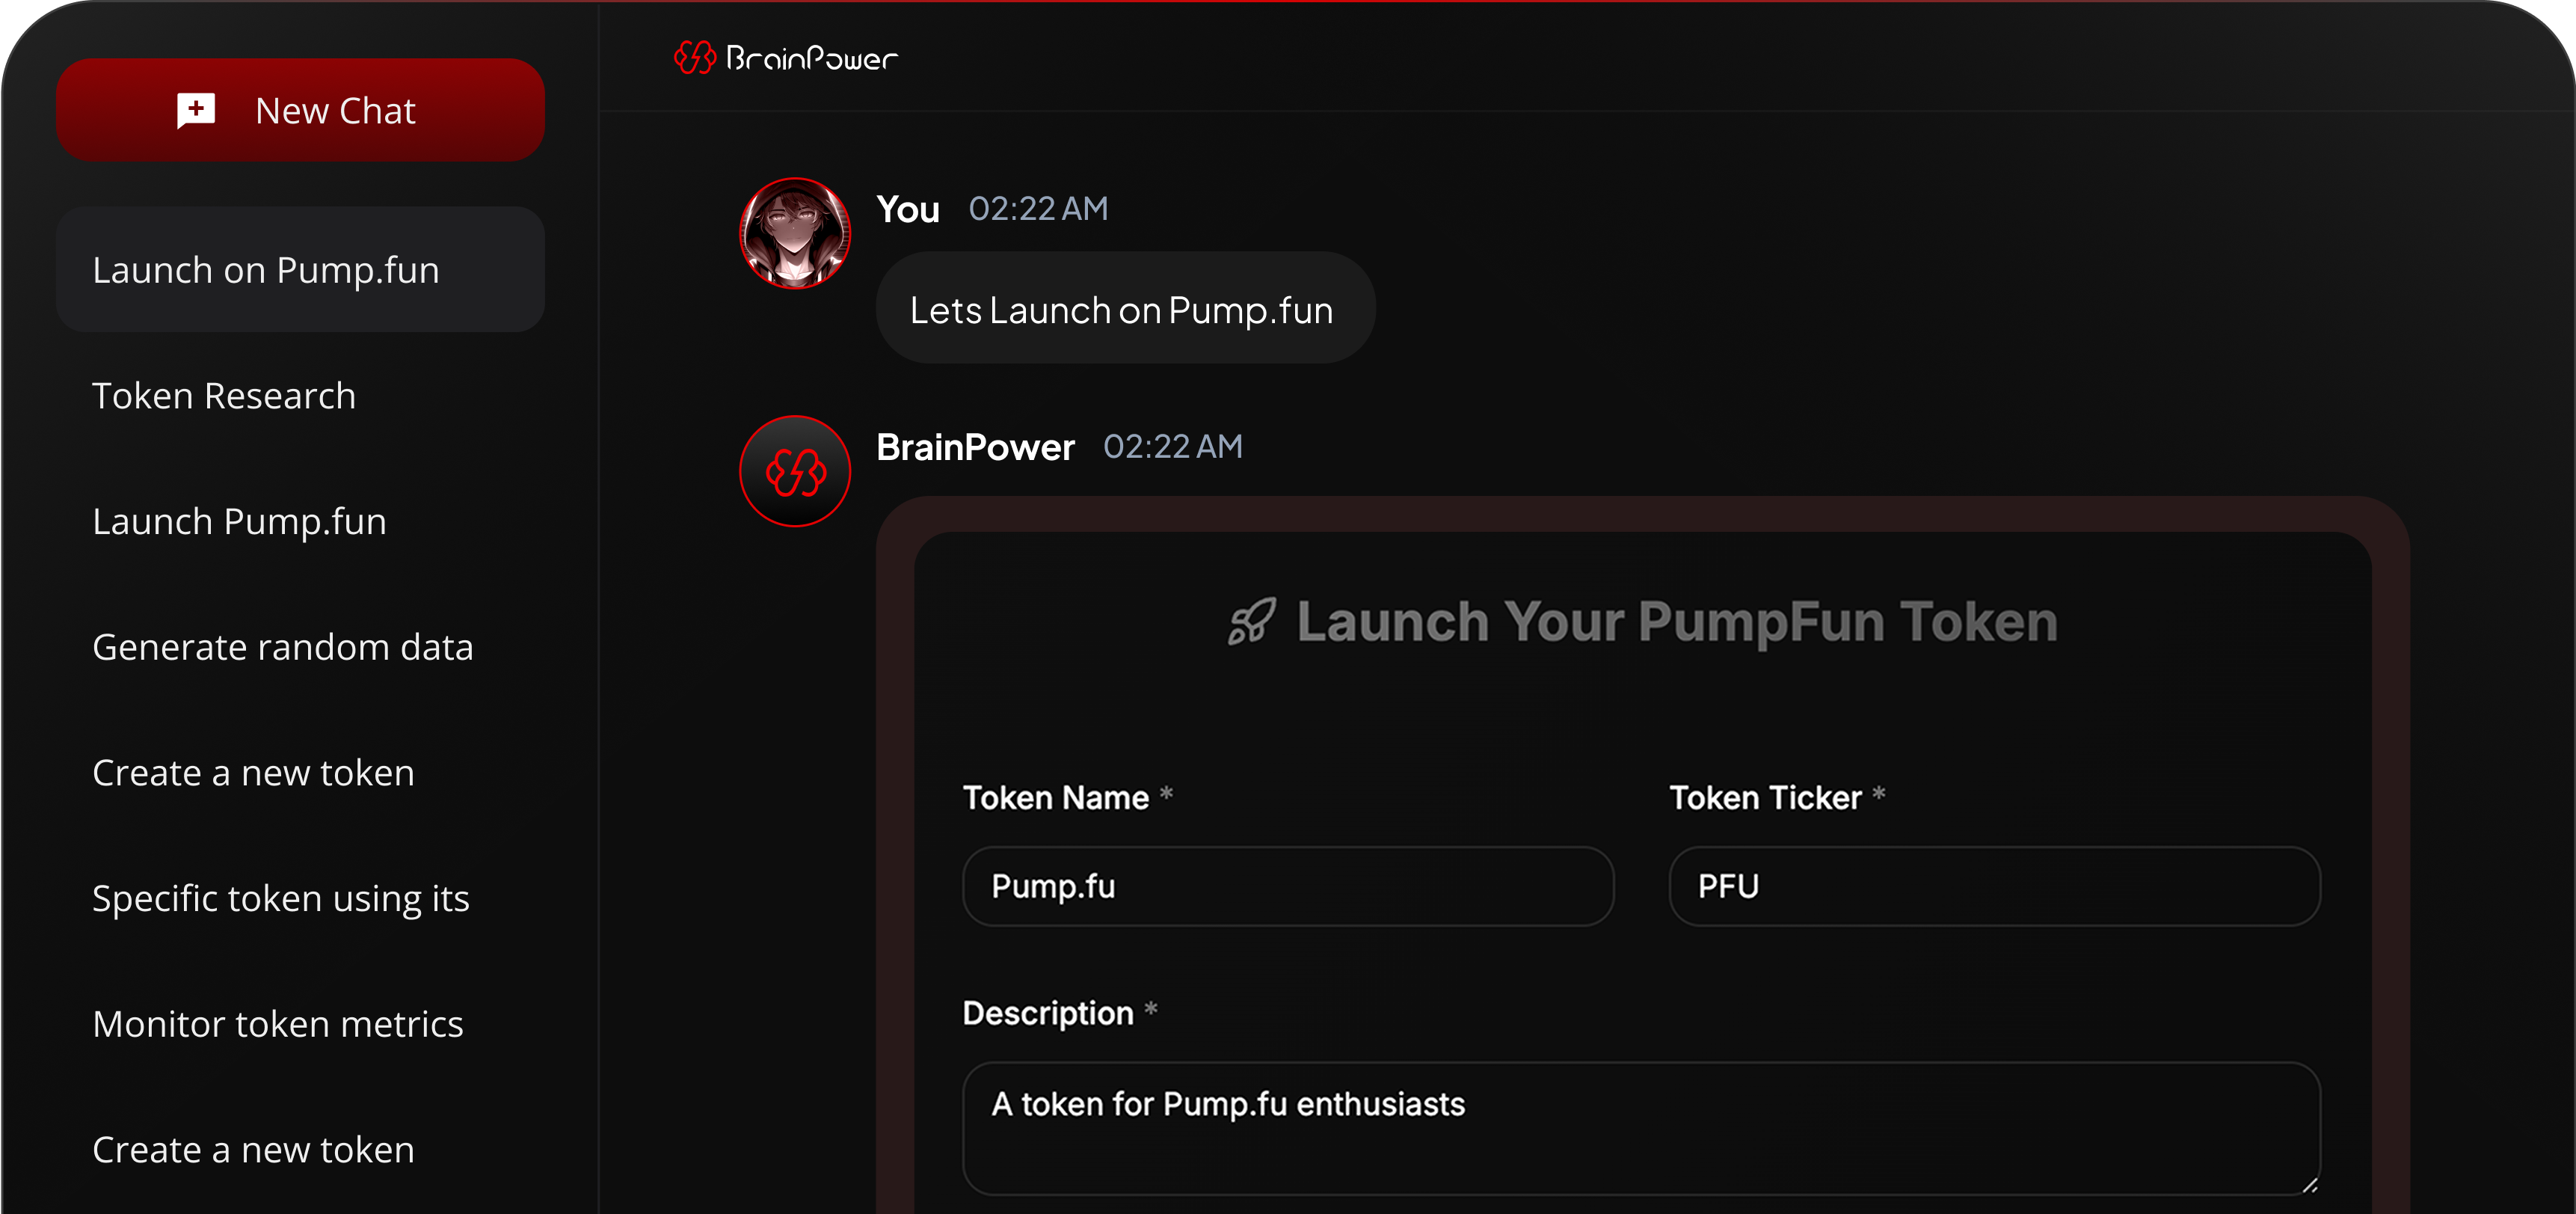 New Chat
Launch on Pump.fun
Token Research
Launch Pump.fun
Generate random data
Create a new token
Specific token using its
Monitor token metrics
Create a new token
BrainPower
You 02:22 AM
Lets Launch on Pump.fun
BrainPower 02:22 AM
Launch Your PumpFun Token
Token Name * Token Ticker *
Pump.fu PFU
Description *
A token for Pump.fu enthusiasts